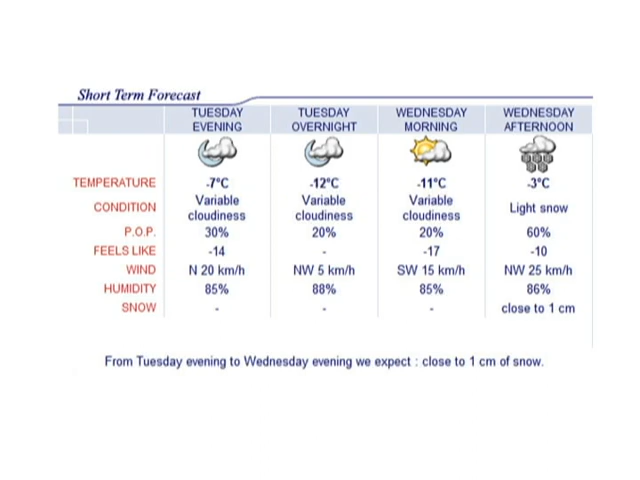 Short Term Forecast
TUESDAY TUESDAY WEDNESDAY WEDNESDAY
EVENING OVERNIGHT MORNING AFTERNOON
TEMPERATURE -7°C -12°C -11°C -3°C
CONDITION Variable cloudiness Variable cloudiness Variable cloudiness Light snow
P.O.P. 30% 20% 20% 60%
FEELS LIKE -14 - -17 -10
WIND N 20 km/h NW 5 km/h SW 15 km/h NW 25 km/h
HUMIDITY 85% 88% 85% 86%
SNOW - - - close to 1 cm
From Tuesday evening to Wednesday evening we expect : close to 1 cm of snow.